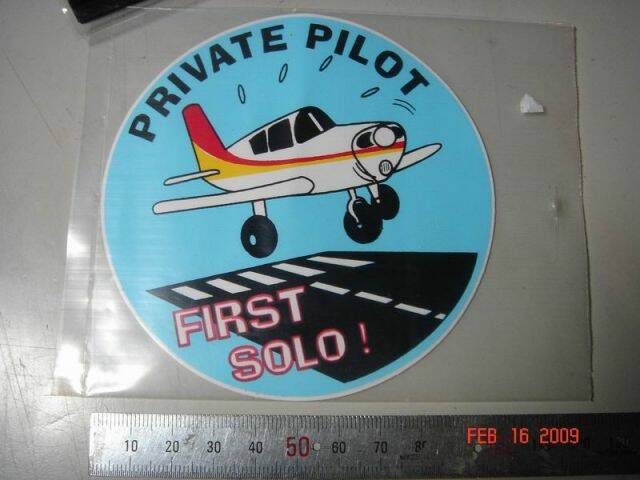 PRIVATE PILOT
FIRST
SOLO!
10 20 30 40 50 60 70
FEB 16 2009